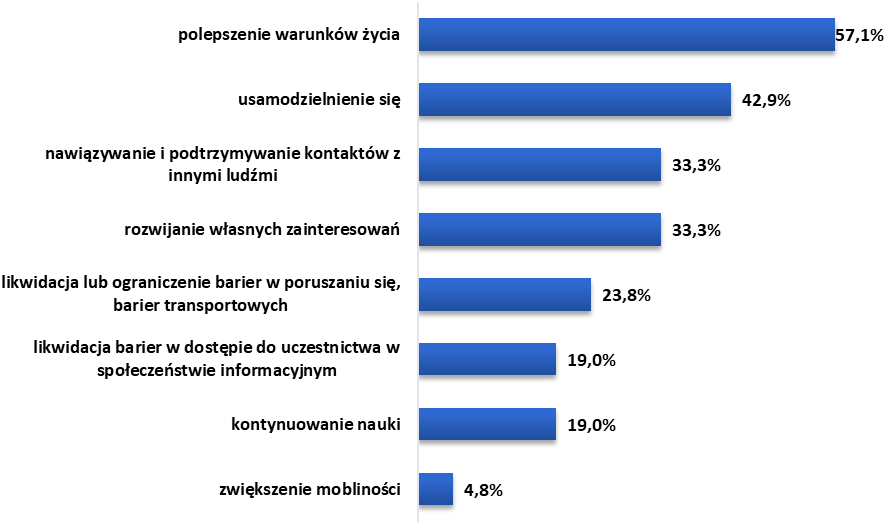 polepszenie warunków życia
57,1%
usamodzielnienie się
42,9%
nawiązywanie i podtrzymywanie kontaktów z
innymi ludźmi
33,3%
rozwijanie własnych zainteresowań
33,3%
likwidacja lub ograniczenie barier w poruszaniu się,
barier transportowych
23,8%
likwidacja barier w dostępie do uczestnictwa w
społeczeństwie informacyjnym
19,0%
kontynuowanie nauki
19,0%
zwiększenie mobliności
4,8%